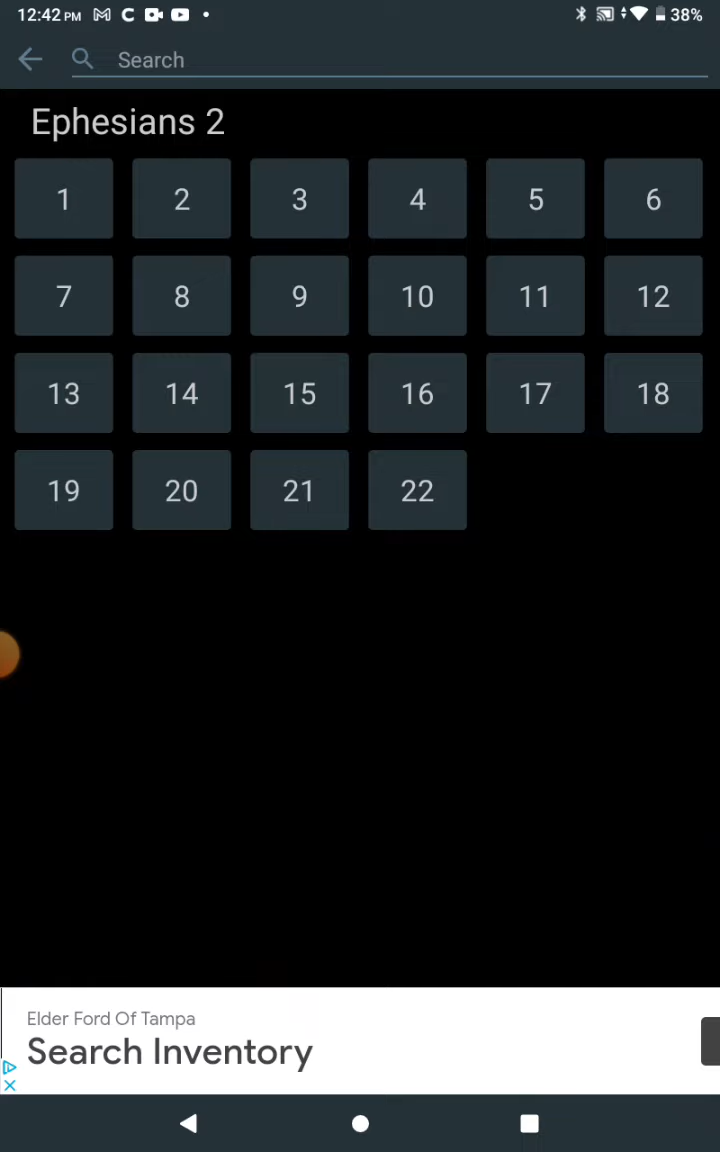 12:42 PM 38%
Search
Ephesians 2
1 2 3 4 5 6
7 8 9 10 11 12
13 14 15 16 17 18
19 20 21 22
Elder Ford Of Tampa
Search Inventory